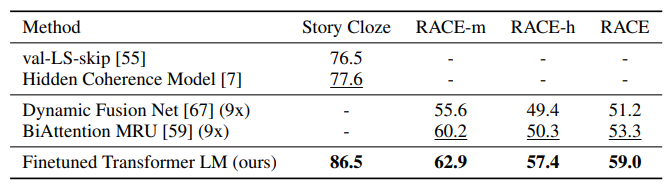 Method Story Cloze RACE-m RACE-h RACE
val-LS-skip [55] 76.5 - - -
Hidden Coherence Model [7] 77.6 - - -
Dynamic Fusion Net [67] (9x) - 55.6 49.4 51.2
BiAttention MRU [59] (9x) - 60.2 50.3 53.3
Finetuned Transformer LM (ours) 86.5 62.9 57.4 59.0